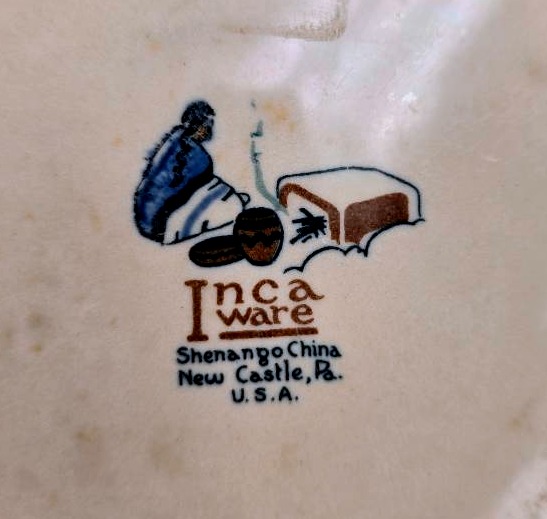 Inca
ware
Shenango China
New Castle, Pa.
U.S.A.